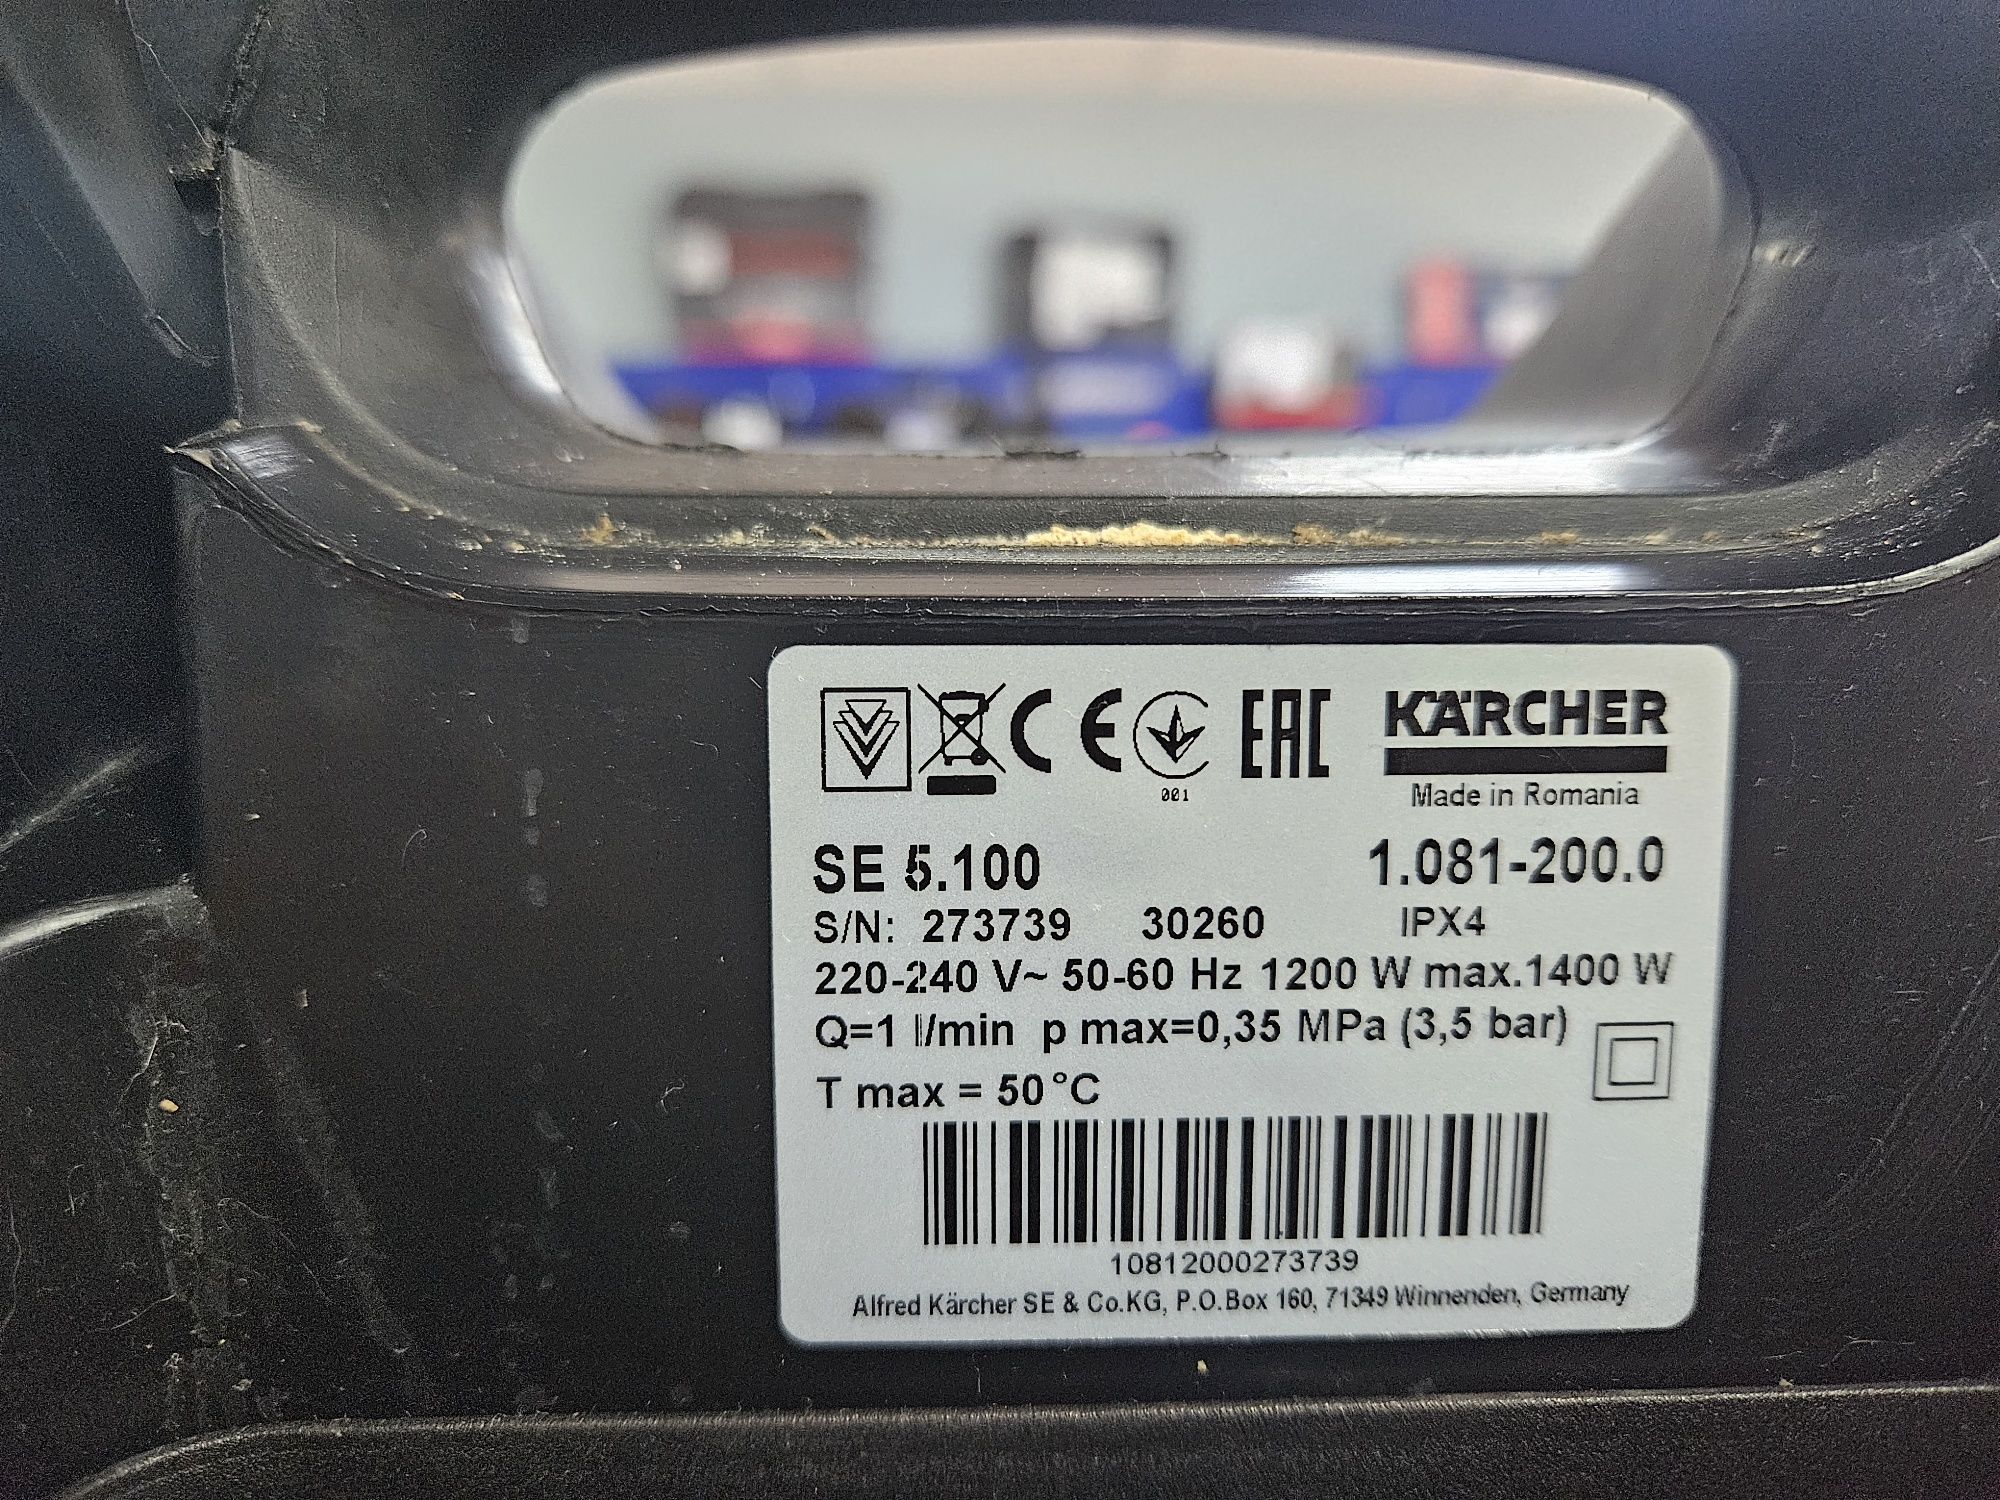 CE
001
EAC
KÄRCHER
Made in Romania
SE 5.100 1.081-200.0
S/N: 273739 30260 IPX4
220-240 V~ 50-60 Hz 1200 W max.1400 W
Q=1 l/min p max=0,35 MPa (3,5 bar)
T max = 50°C
10812000273739
Alfred Kärcher SE & Co.KG, P.O.Box 160, 71349 Winnenden, Germany